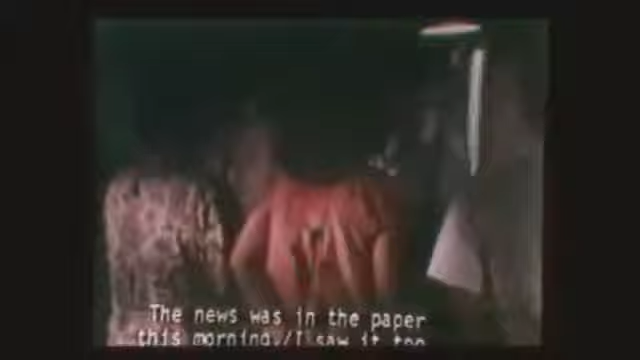 The news was in the paper
this morning./I saw it too